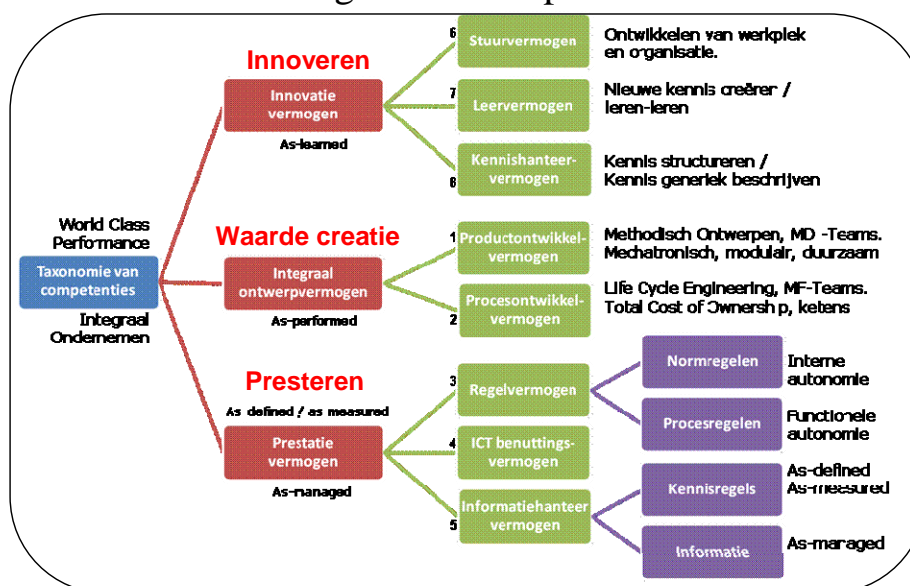 Innoveren
Innovatie
vermogen
As-learned
6
Stuurvermogen
Ontwikkelen van werkplek
en organisatie.
7
Leervermogen
Nieuwe kennis creërer /
leren-leren
Kennishanteer-
vermogen
8
Kennis structureren /
Kennis generiek beschrijven
World Class
Performance
Taxonomie van
competenties
Integraal
Ondernemen
Waarde creatie
Integraal
ontwerpvermogen
As-performed
1
Productontwikkel-
vermogen
Methodisch Ontwerpen, MD -Teams.
Mechatronisch, modulair, duurzaam
Procesontwikkel-
2
vermogen
Life Cycle Engineering, MF-Teams.
Total Cost of Ownership, ketens
Presteren
As defined / as measured
Prestatie
vermogen
As-managed
3
Regelvermogen
Normregelen
Interne
autonomie
Procesregelen
Functionele
autonomie
4
ICT benuttings-
vermogen
Informatiehanteer
5
vermogen
Kennisregels
As-defined
As-measured
Informatie
As-managed